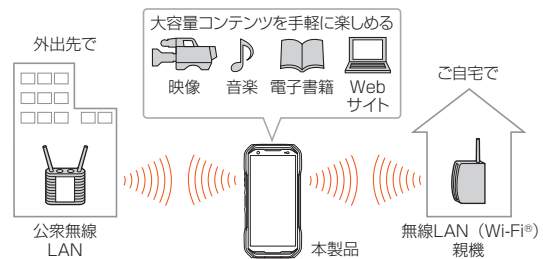 大容量コンテンツを手軽に楽しめる
外出先で
映像
音楽
電子書籍
Web
サイト
ご自宅で
公衆無線
LAN
本製品
無線LAN（Wi-Fi®）
親機